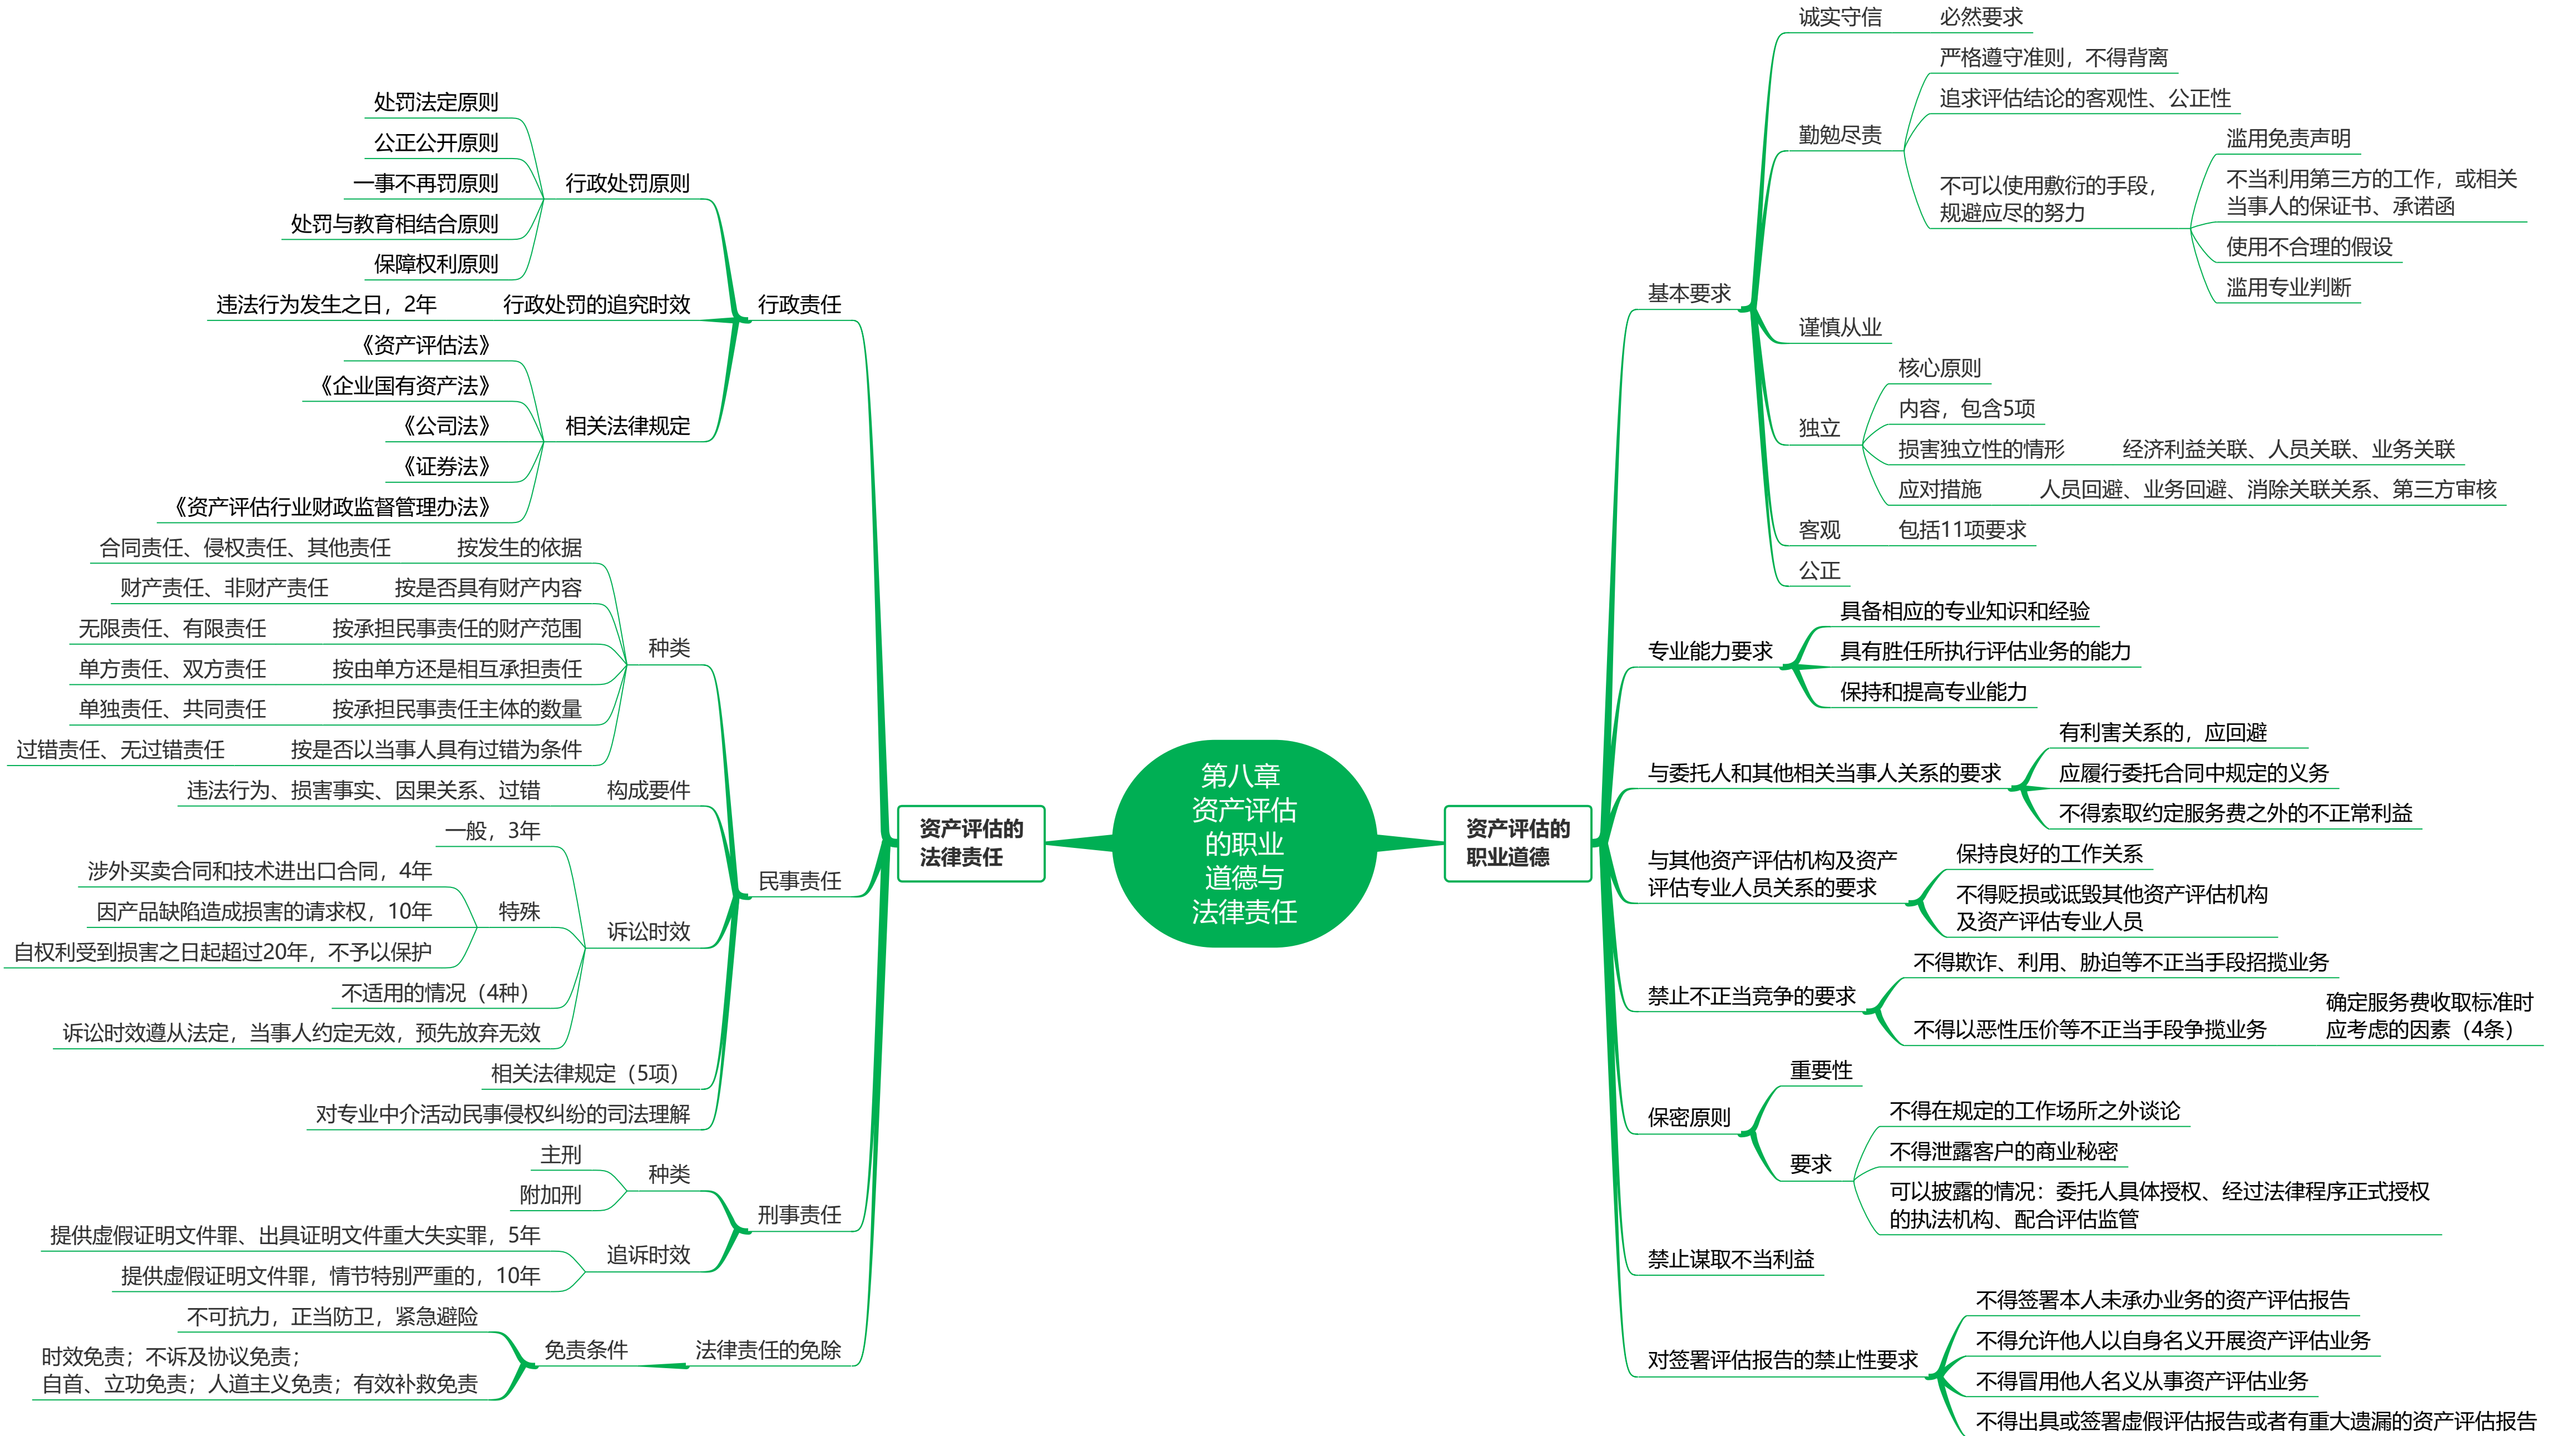 第八章
资产评估
的职业
道德与
法律责任
资产评估的
职业道德
基本要求
诚实守信
必然要求
勤勉尽责
严格遵守准则，不得背离
追求评估结论的客观性、公正性
不可以使用敷衍的手段，
规避应尽的努力
滥用免责声明
不当利用第三方的工作，或相关
当事人的保证书、承诺函
使用不合理的假设
滥用专业判断
谨慎从业
独立
核心原则
内容，包含5项
损害独立性的情形
经济利益关联、人员关联、业务关联
应对措施
人员回避、业务回避、消除关联关系、第三方审核
客观
包括11项要求
公正
专业能力要求
具备相应的专业知识和经验
具有胜任所执行评估业务的能力
保持和提高专业能力
与委托人和其他相关当事人关系的要求
有利害关系的，应回避
应履行委托合同中规定的义务
不得索取约定服务费之外的不正常利益
与其他资产评估机构及资产
评估专业人员关系的要求
保持良好的工作关系
不得贬损或诋毁其他资产评估机构
及资产评估专业人员
禁止不正当竞争的要求
不得欺诈、利用、胁迫等不正当手段招揽业务
不得以恶性压价等不正当手段争揽业务
确定服务费收取标准时
应考虑的因素（4条）
保密原则
重要性
要求
不得在规定的工作场所之外谈论
不得泄露客户的商业秘密
可以披露的情况：委托人具体授权、经过法律程序正式授权
的执法机构、配合评估监管
禁止谋取不当利益
对签署评估报告的禁止性要求
不得签署本人未承办业务的资产评估报告
不得允许他人以自身名义开展资产评估业务
不得冒用他人名义从事资产评估业务
不得出具或签署虚假评估报告或者有重大遗漏的资产评估报告
资产评估的
法律责任
行政责任
行政处罚原则
处罚法定原则
公正公开原则
一事不再罚原则
处罚与教育相结合原则
保障权利原则
行政处罚的追究时效
违法行为发生之日，2年
相关法律规定
《资产评估法》
《企业国有资产法》
《公司法》
《证券法》
《资产评估行业财政监督管理办法》
民事责任
种类
按发生的依据
合同责任、侵权责任、其他责任
按是否具有财产内容
财产责任、非财产责任
按承担民事责任的财产范围
无限责任、有限责任
按由单方还是相互承担责任
单方责任、双方责任
按承担民事责任主体的数量
单独责任、共同责任
按是否以当事人具有过错为条件
过错责任、无过错责任
构成要件
违法行为、损害事实、因果关系、过错
诉讼时效
一般，3年
特殊
涉外买卖合同和技术进出口合同，4年
因产品缺陷造成损害的请求权，10年
自权利受到损害之日起超过20年，不予以保护
不适用的情况（4种）
诉讼时效遵从法定，当事人约定无效，预先放弃无效
相关法律规定（5项）
对专业中介活动民事侵权纠纷的司法理解
刑事责任
种类
主刑
附加刑
追诉时效
提供虚假证明文件罪、出具证明文件重大失实罪，5年
提供虚假证明文件罪，情节特别严重的，10年
法律责任的免除
免责条件
不可抗力，正当防卫，紧急避险
时效免责；不诉及协议免责；
自首、立功免责；人道主义免责；有效补救免责